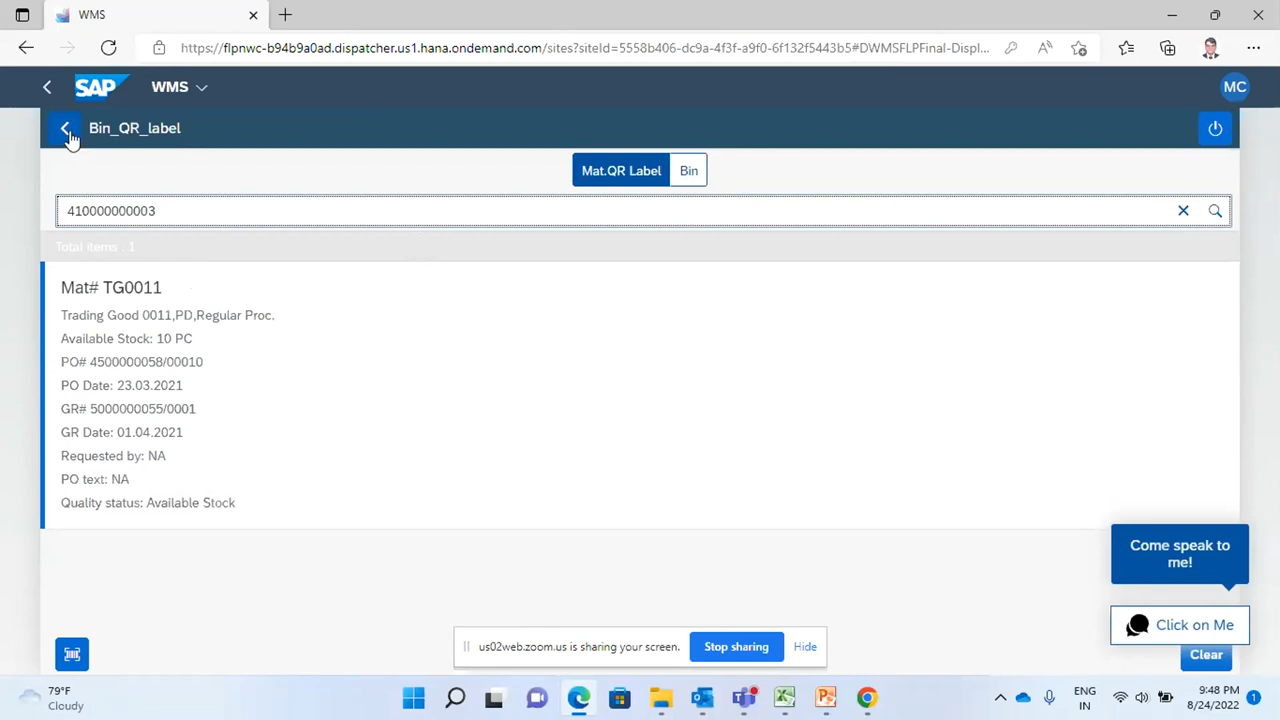 WMS
https://flpnwc-b94b9a0ad.dispatcher.us1.hana.ondemand.com/sites?siteId=5558b406-dc9a-4f3f-a9f0-6f132f5443b5#DWMSFLPFinal-Displ...
SAP WMS MC
Bin_QR_label
Mat.QR Label Bin
410000000003
Total Items : 1
Mat# TG0011
Trading Good 0011,PD,Regular Proc.
Available Stock: 10 PC
PO# 4500000058/00010
PO Date: 23.03.2021
GR# 5000000055/0001
GR Date: 01.04.2021
Requested by: NA
PO text: NA
Quality status: Available Stock
Come speak to
me!
Click on Me
us02web.zoom.us is sharing your screen. Stop sharing Hide
Clear
79°F
Cloudy
ENG
IN
9:48 PM
8/24/2022
1